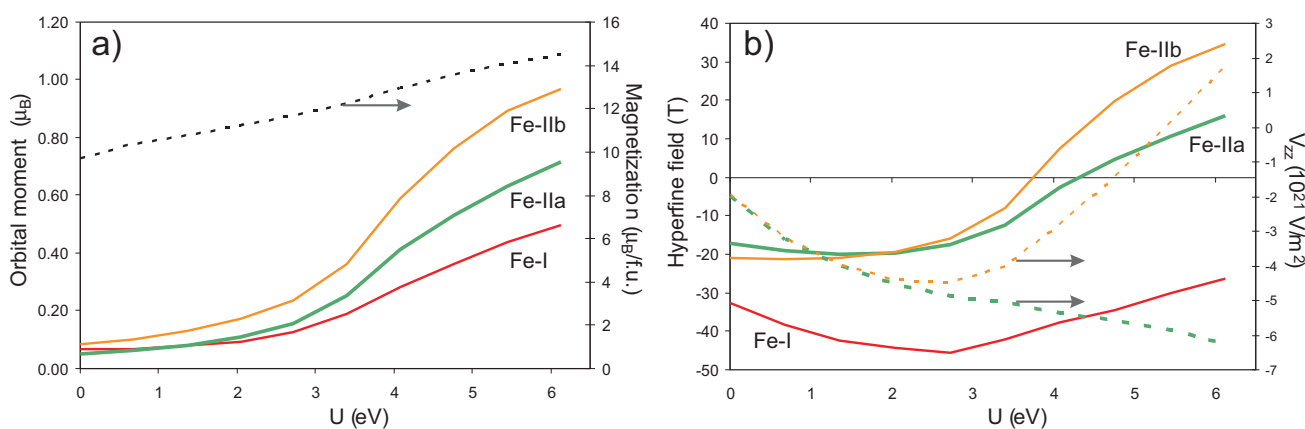 a)
1.20
1.00
0.80
0.60
0.40
0.20
0.00
Orbital moment (μB)
0 1 2 3 4 5 6
U (eV)
16
14
12
10
8
6
4
2
0
Magnetization (μB/f.u.)
Fe-IIb
Fe-IIa
Fe-I
b)
40
30
20
10
0
-10
-20
-30
-40
-50
Hyperfine field (T)
0 1 2 3 4 5 6
U (eV)
3
2
1
0
-1
-2
-3
-4
-5
-6
-7
Vzz (10²¹ V/m²)
Fe-IIb
Fe-IIa
Fe-I